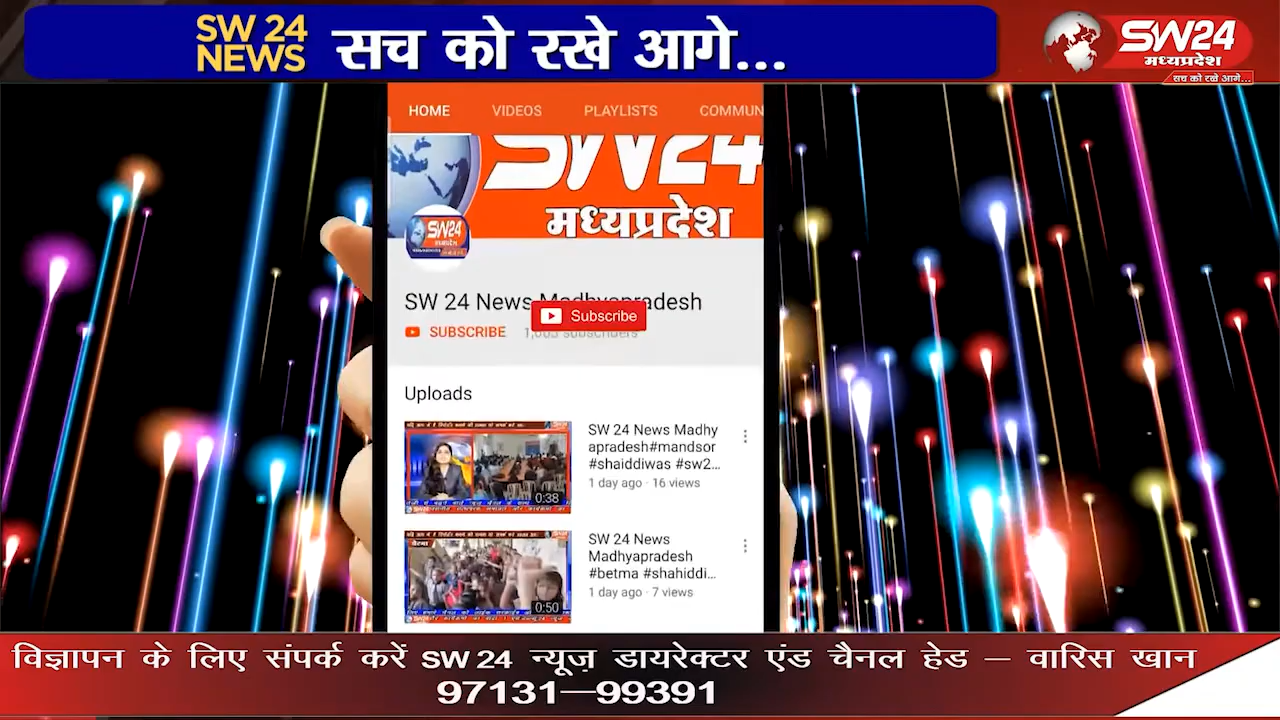 SW 24 NEWS
सच को रखे आगे...
SW24
मध्यप्रदेश
सच को रखे आगे...
HOME VIDEOS PLAYLISTS COMMUN
SW24
मध्यप्रदेश
SW24
SW 24 News Madhyapradesh
Subscribe
SUBSCRIBE
Uploads
SW 24 News Madhy
apradesh#mandsor
#shaiddiwas #sw2...
1 day ago · 16 views
0:38
SW 24 News
Madhyapradesh
#betma #shahiddi...
1 day ago · 7 views
0:50
विज्ञापन के लिए संपर्क करें SW 24 न्यूज़ डायरेक्टर एंड चैनल हेड – वारिस खान
97131–99391